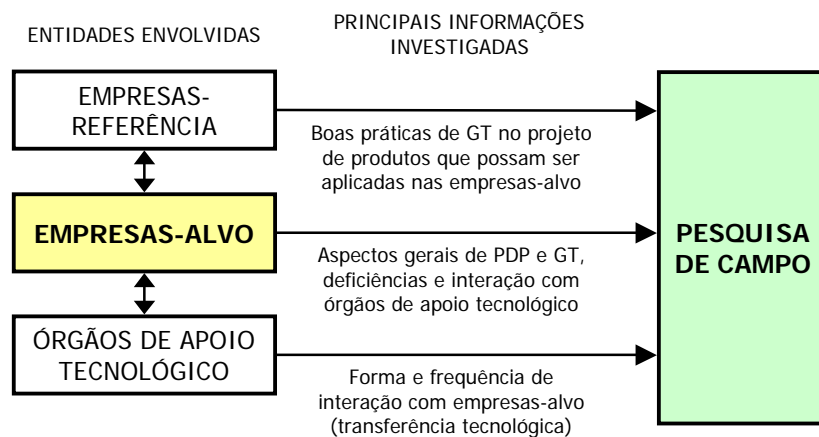 ENTIDADES ENVOLVIDAS
PRINCIPAIS INFORMAÇÕES
INVESTIGADAS
EMPRESAS-
REFERÊNCIA
Boas práticas de GT no projeto
de produtos que possam ser
aplicadas nas empresas-alvo
EMPRESAS-ALVO
Aspectos gerais de PDP e GT,
deficiências e interação com
órgãos de apoio tecnológico
ÓRGÃOS DE APOIO
TECNOLÓGICO
Forma e frequência de
interação com empresas-alvo
(transferência tecnológica)
PESQUISA
DE CAMPO